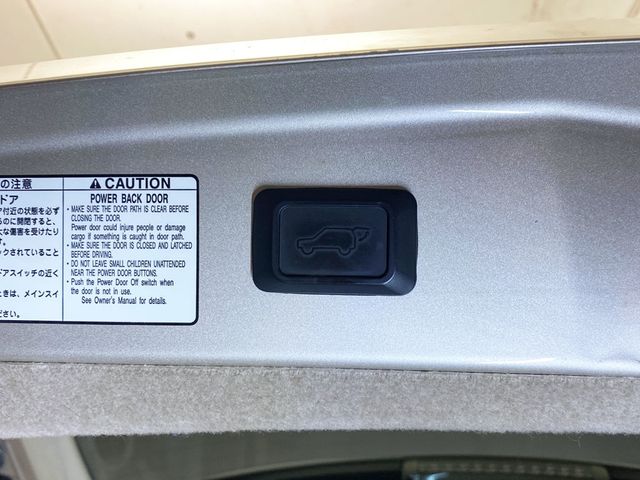 の注意
ドア
ア付近の状態を必ず
るのに開閉すると、
大な傷害を受けたり
す。
ックされていること
ドアスイッチの近く
ときは、メインスイ
ださい。
⚠ CAUTION
POWER BACK DOOR
・MAKE SURE THE DOOR PATH IS CLEAR BEFORE
CLOSING THE DOOR.
Power door could injure people or damage
cargo if something is caught in door path.
・MAKE SURE THE DOOR IS CLOSED AND LATCHED
BEFORE DRIVING.
・DO NOT LEAVE SMALL CHILDREN UNATTENDED
NEAR THE POWER DOOR BUTTONS.
・Push the Power Door Off switch when
the door is not in use.
See Owner's Manual for details.